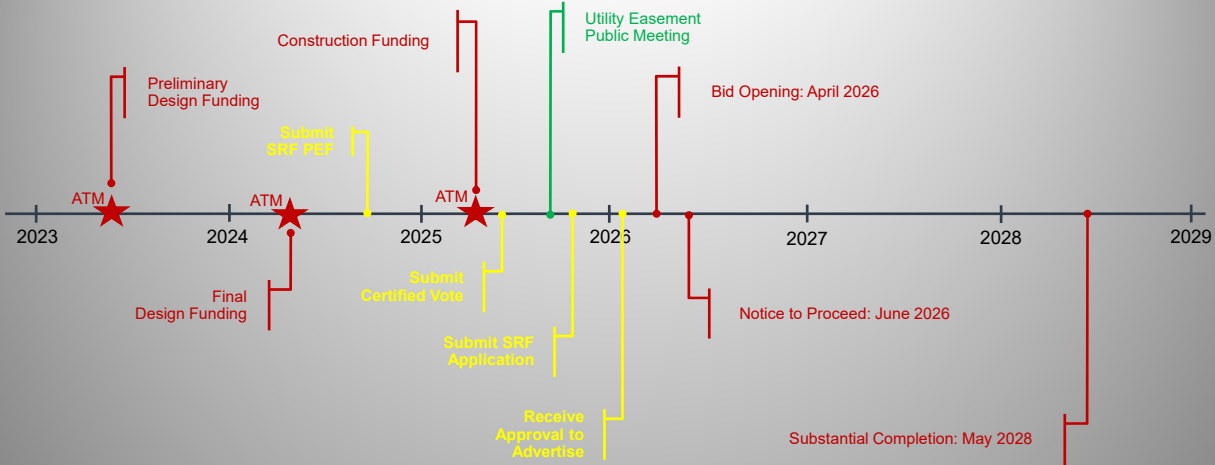 Utility Easement
Public Meeting
Construction Funding
Preliminary
Design Funding
Bid Opening: April 2026
Submit
SRF PEF
ATM
ATM
ATM
2023
2024
2025
2026
2027
2028
2029
Submit
Certified Vote
Final
Design Funding
Notice to Proceed: June 2026
Submit SRF
Application
Receive
Approval to
Advertise
Substantial Completion: May 2028